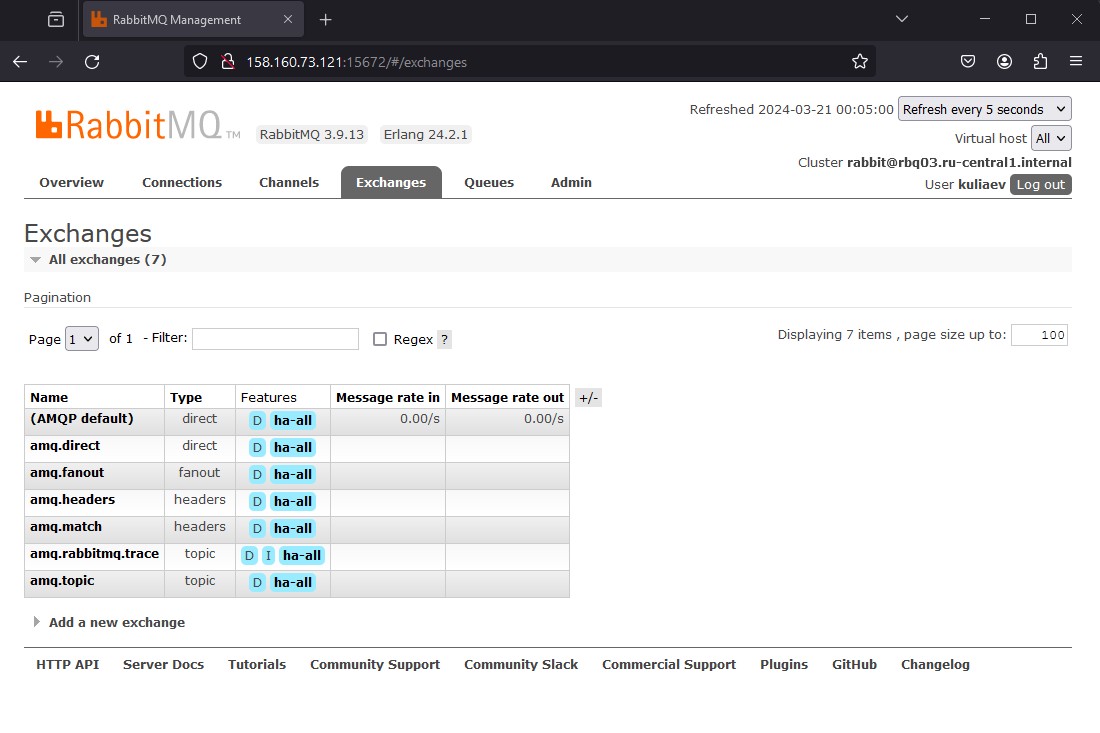 RabbitMQ Management
158.160.73.121:15672/#/exchanges
RabbitMQ TM RabbitMQ 3.9.13 Erlang 24.2.1
Refreshed 2024-03-21 00:05:00 Refresh every 5 seconds
Virtual host All
Cluster rabbit@rbq03.ru-central1.internal
User kuliaev Log out
Overview Connections Channels Exchanges Queues Admin
Exchanges
All exchanges (7)
Pagination
Page 1 of 1 - Filter: Regex ? Displaying 7 items , page size up to: 100
Name Type Features Message rate in Message rate out +/-
(AMQP default) direct D ha-all 0.00/s 0.00/s
amq.direct direct D ha-all
amq.fanout fanout D ha-all
amq.headers headers D ha-all
amq.match headers D ha-all
amq.rabbitmq.trace topic D I ha-all
amq.topic topic D ha-all
Add a new exchange
HTTP API Server Docs Tutorials Community Support Community Slack Commercial Support Plugins GitHub Changelog